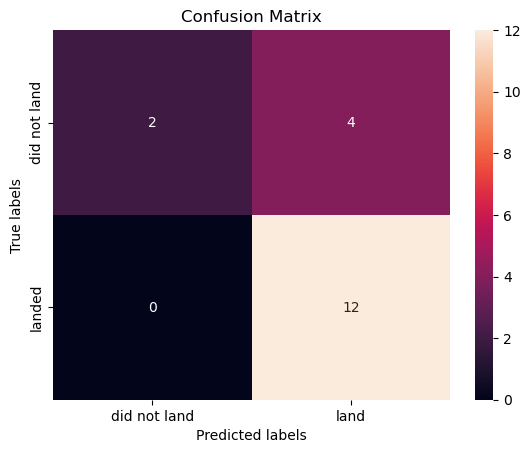 Confusion Matrix
True labels
did not land
landed
2
4
0
12
did not land
land
Predicted labels
12
10
8
6
4
2
0